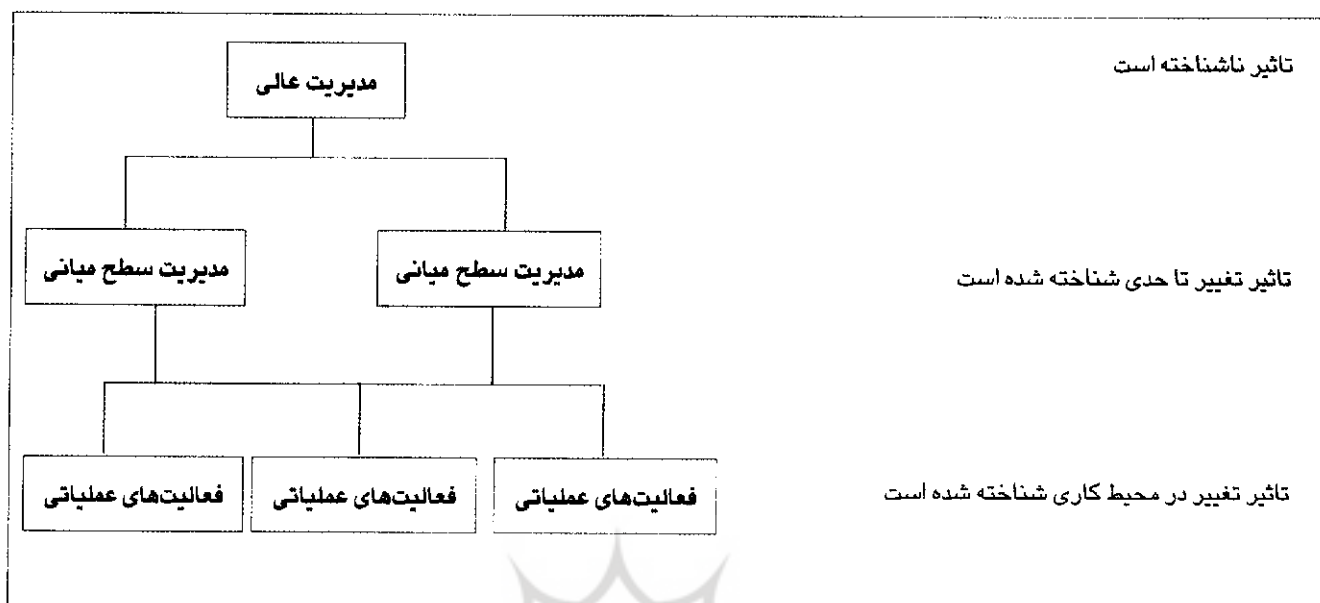 تاثیر ناشناخته است
مدیریت عالی
تاثیر تغییر تا حدی شناخته شده است
مدیریت سطح میانی
مدیریت سطح میانی
تاثیر تغییر در محیط کاری شناخته شده است
فعالیت‌های عملیاتی
فعالیت‌های عملیاتی
فعالیت‌های عملیاتی